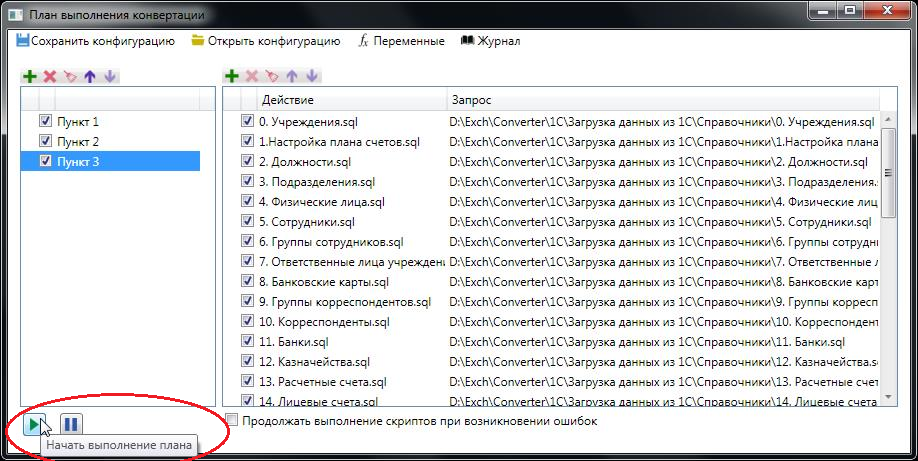 План выполнения конвертации
Сохранить конфигурацию Открыть конфигурацию fx Переменные Журнал
Действие Запрос
Пункт 1
Пункт 2
Пункт 3
0. Учреждения.sql D:\Exch\Converter\1С\Загрузка данных из 1С\Справочники\0. Учреждения.sql
1.Настройка плана счетов.sql D:\Exch\Converter\1С\Загрузка данных из 1С\Справочники\1.Настройка плана
2. Должности.sql D:\Exch\Converter\1С\Загрузка данных из 1С\Справочники\2. Должности.sql
3. Подразделения.sql D:\Exch\Converter\1С\Загрузка данных из 1С\Справочники\3. Подразделения.s
4. Физические лица.sql D:\Exch\Converter\1С\Загрузка данных из 1С\Справочники\4. Физические лица.
5. Сотрудники.sql D:\Exch\Converter\1С\Загрузка данных из 1С\Справочники\5. Сотрудники.sql
6. Группы сотрудников.sql D:\Exch\Converter\1С\Загрузка данных из 1С\Справочники\6. Группы сотрудн
7. Ответственные лица учрежден D:\Exch\Converter\1С\Загрузка данных из 1С\Справочники\7. Ответственные л
8. Банковские карты.sql D:\Exch\Converter\1С\Загрузка данных из 1С\Справочники\8. Банковские карт
9. Группы корреспондентов.sql D:\Exch\Converter\1С\Загрузка данных из 1С\Справочники\9. Группы корресп
10. Корреспонденты.sql D:\Exch\Converter\1С\Загрузка данных из 1С\Справочники\10. Корреспондент
11. Банки.sql D:\Exch\Converter\1С\Загрузка данных из 1С\Справочники\11. Банки.sql
12. Казначейства.sql D:\Exch\Converter\1С\Загрузка данных из 1С\Справочники\12. Казначейства.s
13. Расчетные счета.sql D:\Exch\Converter\1С\Загрузка данных из 1С\Справочники\13. Расчетные счет
14. Лицевые счета.sql D:\Exch\Converter\1С\Загрузка данных из 1С\Справочники\14. Лицевые счета.
Продолжать выполнение скриптов при возникновении ошибок
Начать выполнение плана